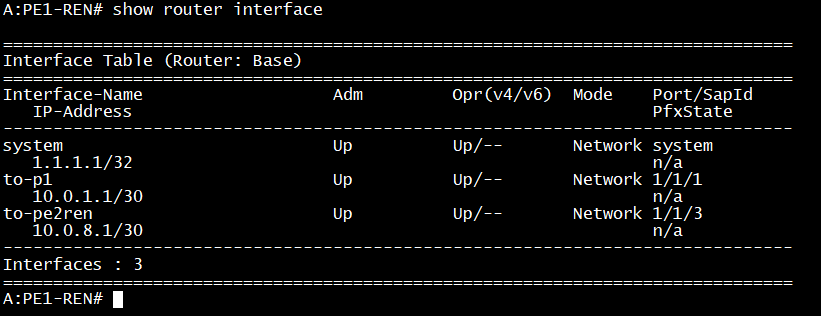 A:PE1-REN# show router interface
===============================================================================
Interface Table (Router: Base)
===============================================================================
Interface-Name                   Adm         Opr(v4/v6)  Mode    Port/SapId
   IP-Address                                                    PfxState
-------------------------------------------------------------------------------
system                           Up          Up/--       Network system
   1.1.1.1/32                                                    n/a
to-p1                            Up          Up/--       Network 1/1/1
   10.0.1.1/30                                                   n/a
to-pe2ren                        Up          Up/--       Network 1/1/3
   10.0.8.1/30                                                   n/a
-------------------------------------------------------------------------------
Interfaces : 3
===============================================================================
A:PE1-REN#